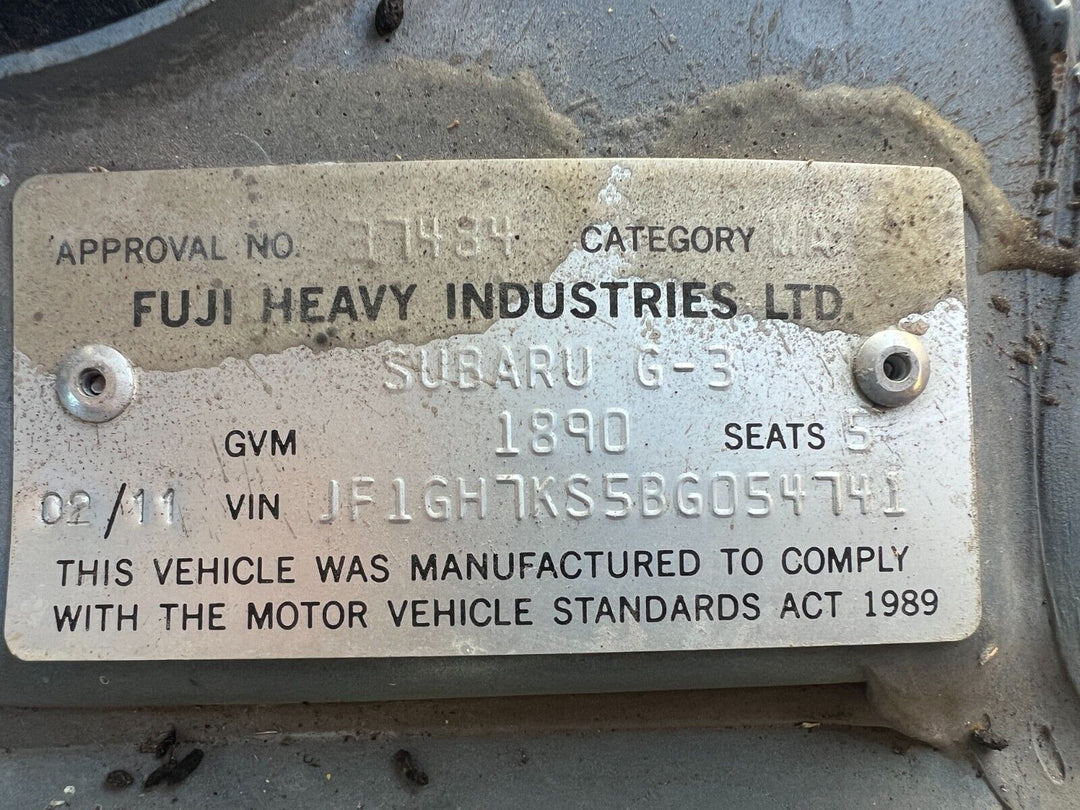 APPROVAL NO. 37484 CATEGORY MA
FUJI HEAVY INDUSTRIES LTD.
SUBARU G-3
GVM 1890 SEATS 5
02/11 VIN JF1GH7KS5BG054741
THIS VEHICLE WAS MANUFACTURED TO COMPLY
WITH THE MOTOR VEHICLE STANDARDS ACT 1989